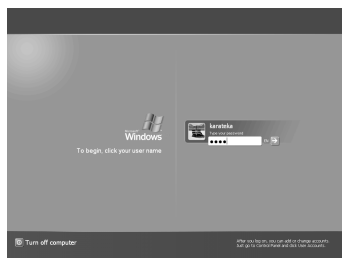 Microsoft
Windows
To begin, click your user name
karateka
Type your password
EN
Turn off computer
After you log on, you can add or change accounts.
Just go to Control Panel and click User Accounts.